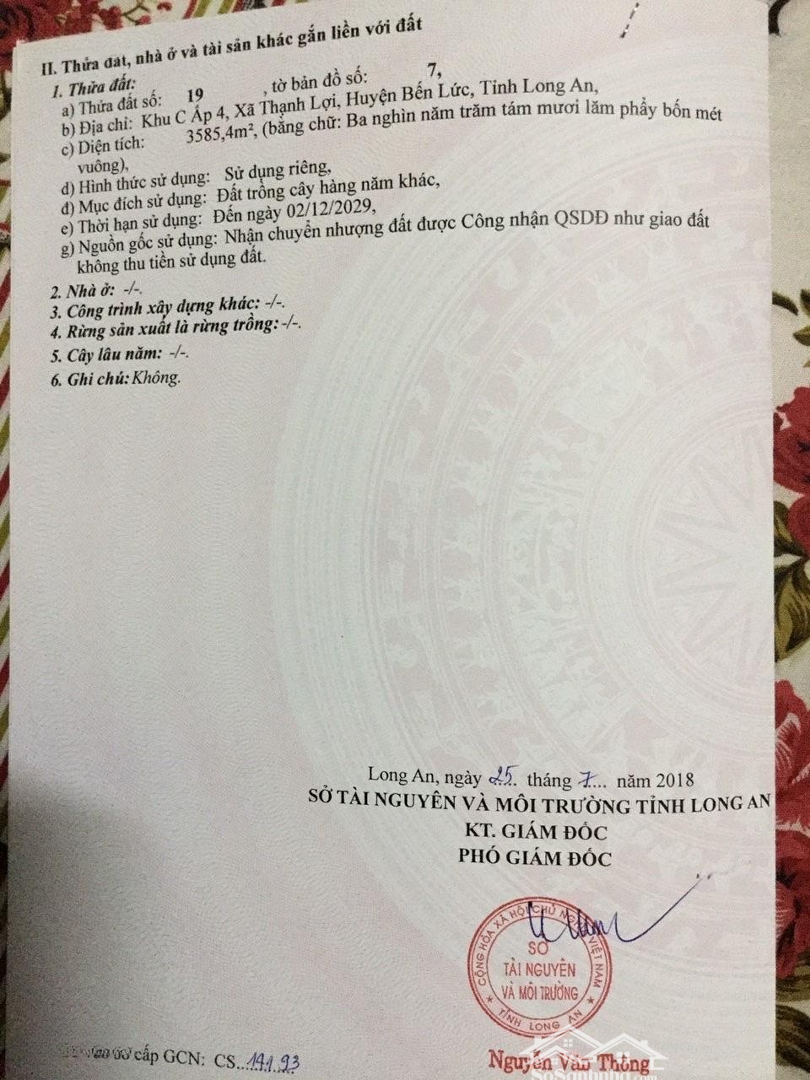 II. Thửa đất, nhà ở và tài sản khác gắn liền với đất
1. Thửa đất:
a) Thửa đất số: 19 , tờ bản đồ số: 7,
b) Địa chỉ: Khu C Ấp 4, Xã Thạnh Lợi, Huyện Bến Lức, Tỉnh Long An,
c) Diện tích: 3585,4m², (bằng chữ: Ba nghìn năm trăm tám mươi lăm phẩy bốn mét
vuông),
d) Hình thức sử dụng: Sử dụng riêng,
đ) Mục đích sử dụng: Đất trồng cây hàng năm khác,
e) Thời hạn sử dụng: Đến ngày 02/12/2029,
g) Nguồn gốc sử dụng: Nhận chuyển nhượng đất được Công nhận QSDĐ như giao đất
không thu tiền sử dụng đất.
2. Nhà ở: -/-.
3. Công trình xây dựng khác: -/-.
4. Rừng sản xuất là rừng trồng: -/-.
5. Cây lâu năm: -/-.
6. Ghi chú: Không.
Long An, ngày 25. tháng 7... năm 2018
SỞ TÀI NGUYÊN VÀ MÔI TRƯỜNG TỈNH LONG AN
KT. GIÁM ĐỐC
PHÓ GIÁM ĐỐC
CỘNG HÒA XÃ HỘI CHỦ NGHĨA VIỆT NAM
SỞ
TÀI NGUYÊN
VÀ MÔI TRƯỜNG
TỈNH LONG AN
Nguyễn Văn Thông
cấp GCN: CS